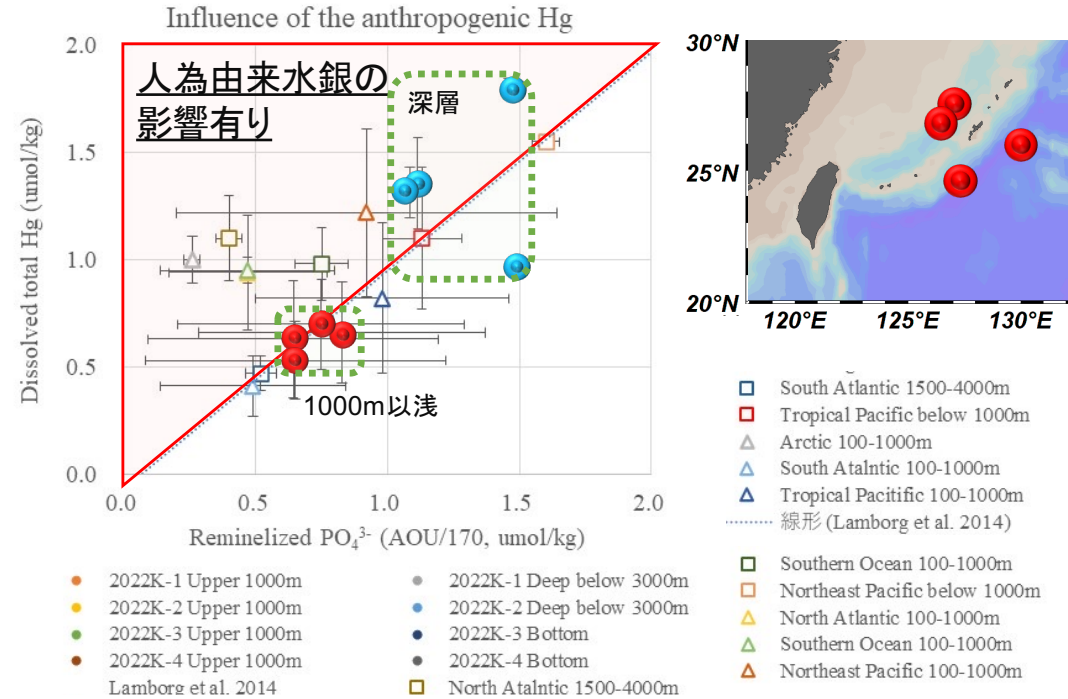 Influence of the anthropogenic Hg
2.0
1.5
1.0
0.5
0.0
Dissolved total Hg (umol/kg)
人為由来水銀の
影響有り
深層
1000m以浅
0.0
0.5
1.0
1.5
2.0
Reminelized PO₄³⁻ (AOU/170, umol/kg)
2022K-1 Upper 1000m
2022K-2 Upper 1000m
2022K-3 Upper 1000m
2022K-4 Upper 1000m
Lamborg et al. 2014
2022K-1 Deep below 3000m
2022K-2 Deep below 3000m
2022K-3 Bottom
2022K-4 Bottom
North Atalntic 1500-4000m
30°N
25°N
20°N
120°E
125°E
130°E
South Atlantic 1500-4000m
Tropical Pacific below 1000m
Arctic 100-1000m
South Atalntic 100-1000m
Tropical Pacitific 100-1000m
線形 (Lamborg et al. 2014)
Southern Ocean 100-1000m
Northeast Pacific below 1000m
North Atlantic 100-1000m
Southern Ocean 100-1000m
Northeast Pacific 100-1000m